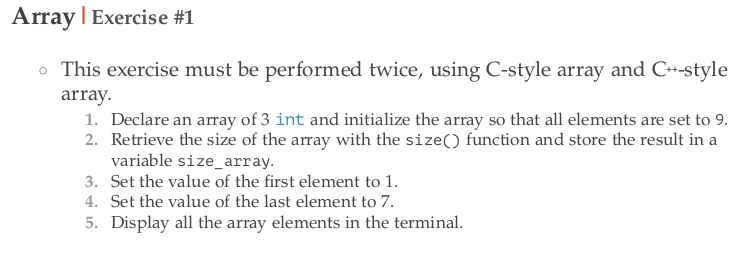 Array | Exercise #1
◦ This exercise must be performed twice, using C-style array and C++-style
array.
1. Declare an array of 3 int and initialize the array so that all elements are set to 9.
2. Retrieve the size of the array with the size() function and store the result in a
variable size_array.
3. Set the value of the first element to 1.
4. Set the value of the last element to 7.
5. Display all the array elements in the terminal.